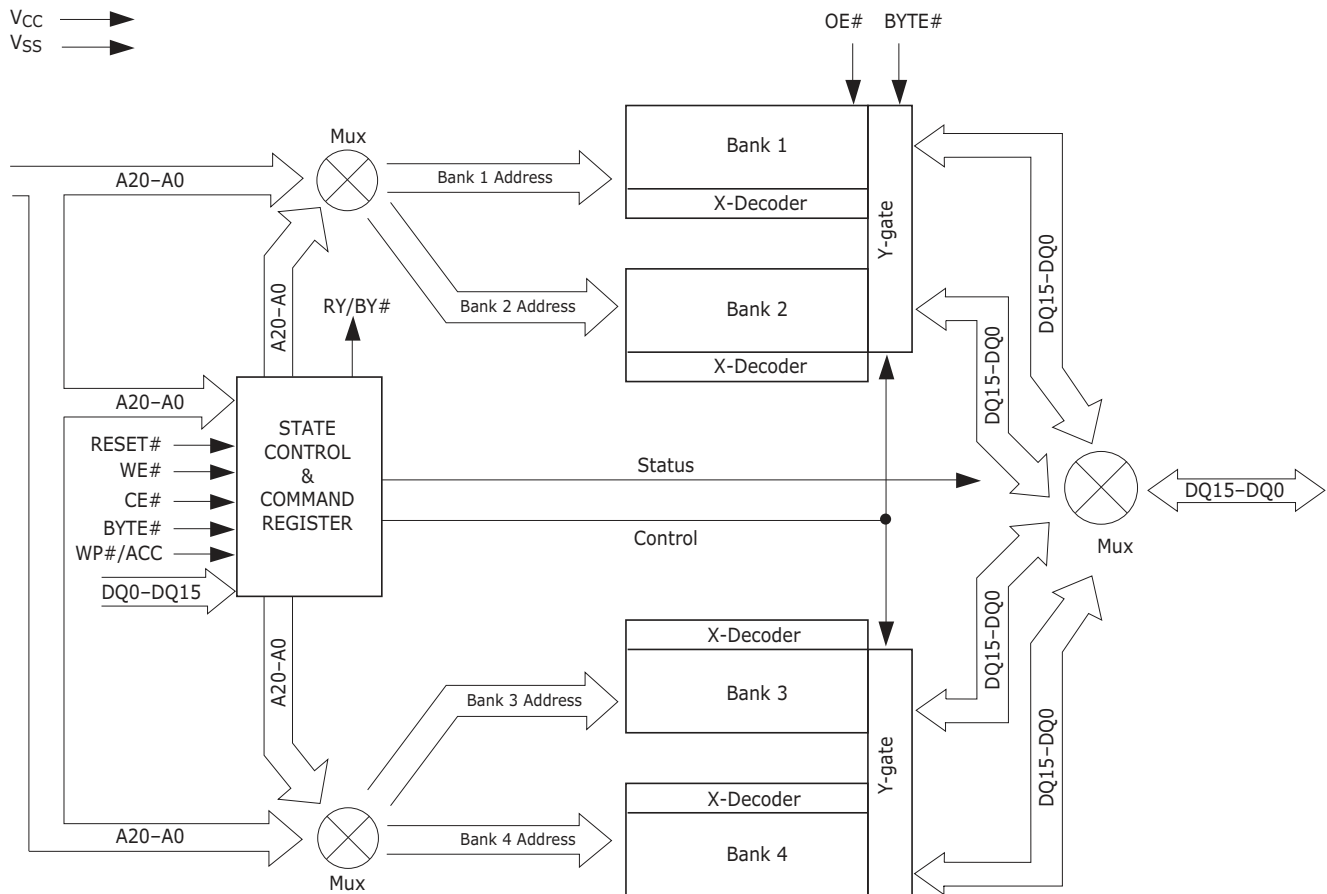 VCC
VSS
OE# BYTE#
Mux
Bank 1
A20–A0
Bank 1 Address
X-Decoder
Y-gate
DQ15–DQ0
Bank 2 Address
Bank 2
A20–A0
RY/BY#
X-Decoder
DQ15–DQ0
A20–A0
STATE
CONTROL
&
COMMAND
REGISTER
RESET#
WE#
CE#
BYTE#
WP#/ACC
DQ0–DQ15
Status
Control
DQ15–DQ0
Mux
X-Decoder
A20–A0
Bank 3 Address
Bank 3
DQ15–DQ0
Y-gate
DQ15–DQ0
X-Decoder
A20–A0
Bank 4 Address
Bank 4
Mux